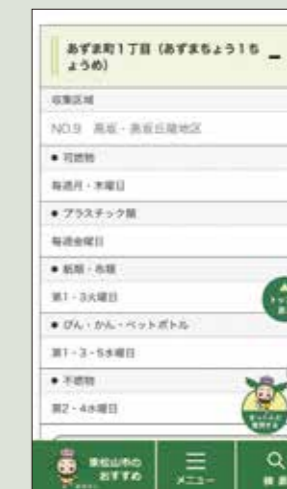 あずま町1丁目(あずまちょう1ち
ょうめ)
収集区域
NO.9 高坂・高坂丘陵地区
● 可燃物
毎週月・木曜日
● プラスチック類
毎週金曜日
● 紙類・布類
第1・3火曜日
● びん・かん・ペットボトル
第1・3・5水曜日
● 不燃物
第2・4水曜日
東松山市の
おすすめ
メニュー
検索